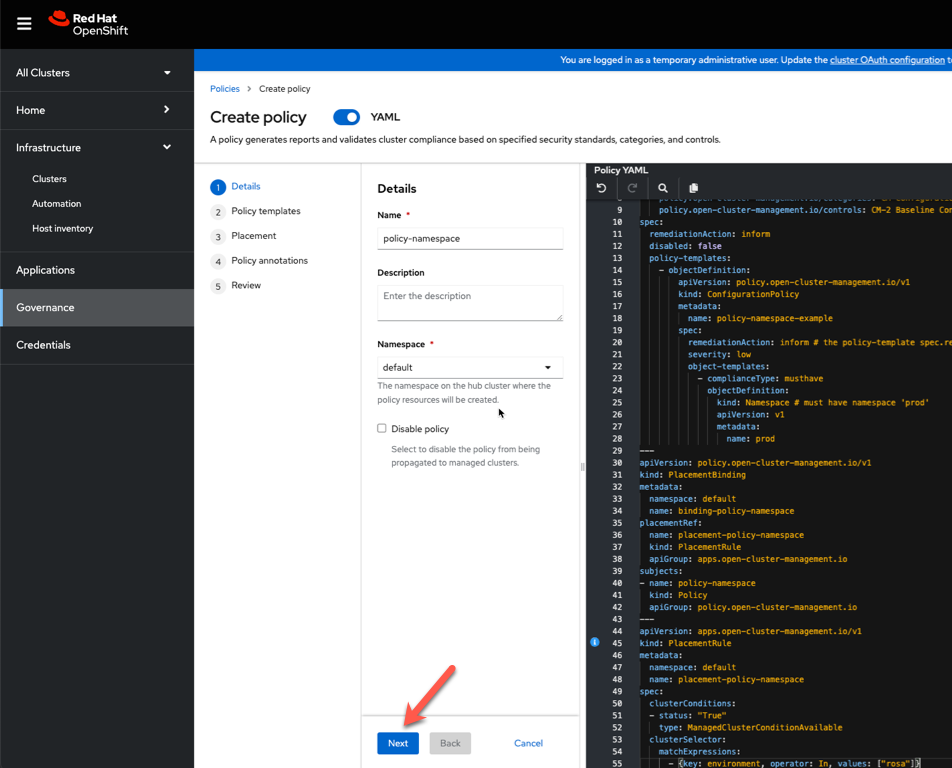 Red Hat
OpenShift
You are logged in as a temporary administrative user. Update the cluster OAuth configuration t
All Clusters
Home
Infrastructure
Clusters
Automation
Host inventory
Applications
Governance
Credentials
Policies > Create policy
Create policy
YAML
A policy generates reports and validates cluster compliance based on specified security standards, categories, and controls.
1 Details
2 Policy templates
3 Placement
4 Policy annotations
5 Review
Details
Name *
policy-namespace
Description
Enter the description
Namespace *
default
The namespace on the hub cluster where the
policy resources will be created.
Disable policy
Select to disable the policy from being
propagated to managed clusters.
Next
Back
Cancel
Policy YAML
9 policy.open-cluster-management.io/controls: CM-2 Baseline Con
10 spec:
11 remediationAction: inform
12 disabled: false
13 policy-templates:
14 - objectDefinition:
15 apiVersion: policy.open-cluster-management.io/v1
16 kind: ConfigurationPolicy
17 metadata:
18 name: policy-namespace-example
19 spec:
20 remediationAction: inform # the policy-template spec.re
21 severity: low
22 object-templates:
23 - complianceType: musthave
24 objectDefinition:
25 kind: Namespace # must have namespace 'prod'
26 apiVersion: v1
27 metadata:
28 name: prod
29 ---
30 apiVersion: policy.open-cluster-management.io/v1
31 kind: PlacementBinding
32 metadata:
33 namespace: default
34 name: binding-policy-namespace
35 placementRef:
36 name: placement-policy-namespace
37 kind: PlacementRule
38 apiGroup: apps.open-cluster-management.io
39 subjects:
40 - name: policy-namespace
41 kind: Policy
42 apiGroup: policy.open-cluster-management.io
43 ---
44 apiVersion: apps.open-cluster-management.io/v1
45 kind: PlacementRule
46 metadata:
47 namespace: default
48 name: placement-policy-namespace
49 spec:
50 clusterConditions:
51 - status: "True"
52 type: ManagedClusterConditionAvailable
53 clusterSelector:
54 matchExpressions:
55 - {key: environment, operator: In, values: ["rosa"]}